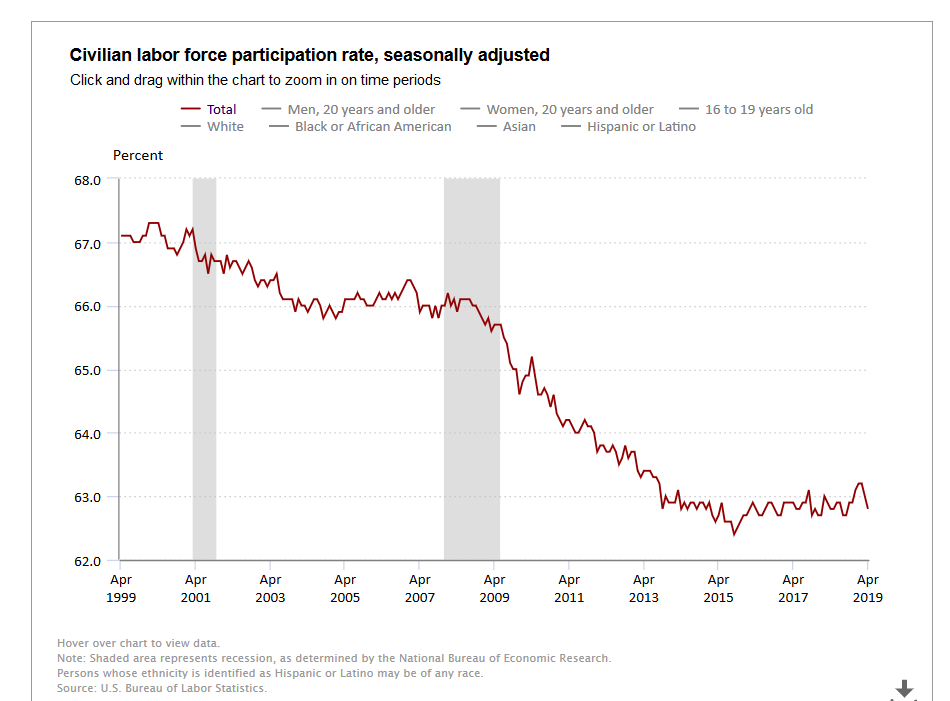 Civilian labor force participation rate, seasonally adjusted
Click and drag within the chart to zoom in on time periods
Total Men, 20 years and older Women, 20 years and older 16 to 19 years old
White Black or African American Asian Hispanic or Latino
Percent
68.0
67.0
66.0
65.0
64.0
63.0
62.0
Apr Apr Apr Apr Apr Apr Apr Apr Apr Apr Apr
1999 2001 2003 2005 2007 2009 2011 2013 2015 2017 2019
Hover over chart to view data.
Note: Shaded area represents recession, as determined by the National Bureau of Economic Research.
Persons whose ethnicity is identified as Hispanic or Latino may be of any race.
Source: U.S. Bureau of Labor Statistics.